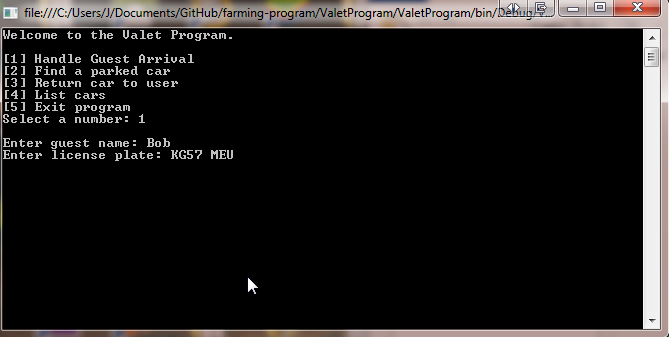 file:///C:/Users/J/Documents/GitHub/farming-program/ValetProgram/ValetProgram/bin/Debug/V...
Welcome to the Valet Program.
[1] Handle Guest Arrival
[2] Find a parked car
[3] Return car to user
[4] List cars
[5] Exit program
Select a number: 1
Enter guest name: Bob
Enter license plate: KG57 MEU